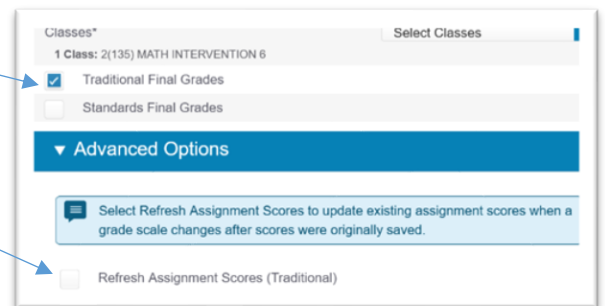 Classes*
Select Classes
1 Class: 2(135) MATH INTERVENTION 6
Traditional Final Grades
Standards Final Grades
Advanced Options
Select Refresh Assignment Scores to update existing assignment scores when a
grade scale changes after scores were originally saved.
Refresh Assignment Scores (Traditional)